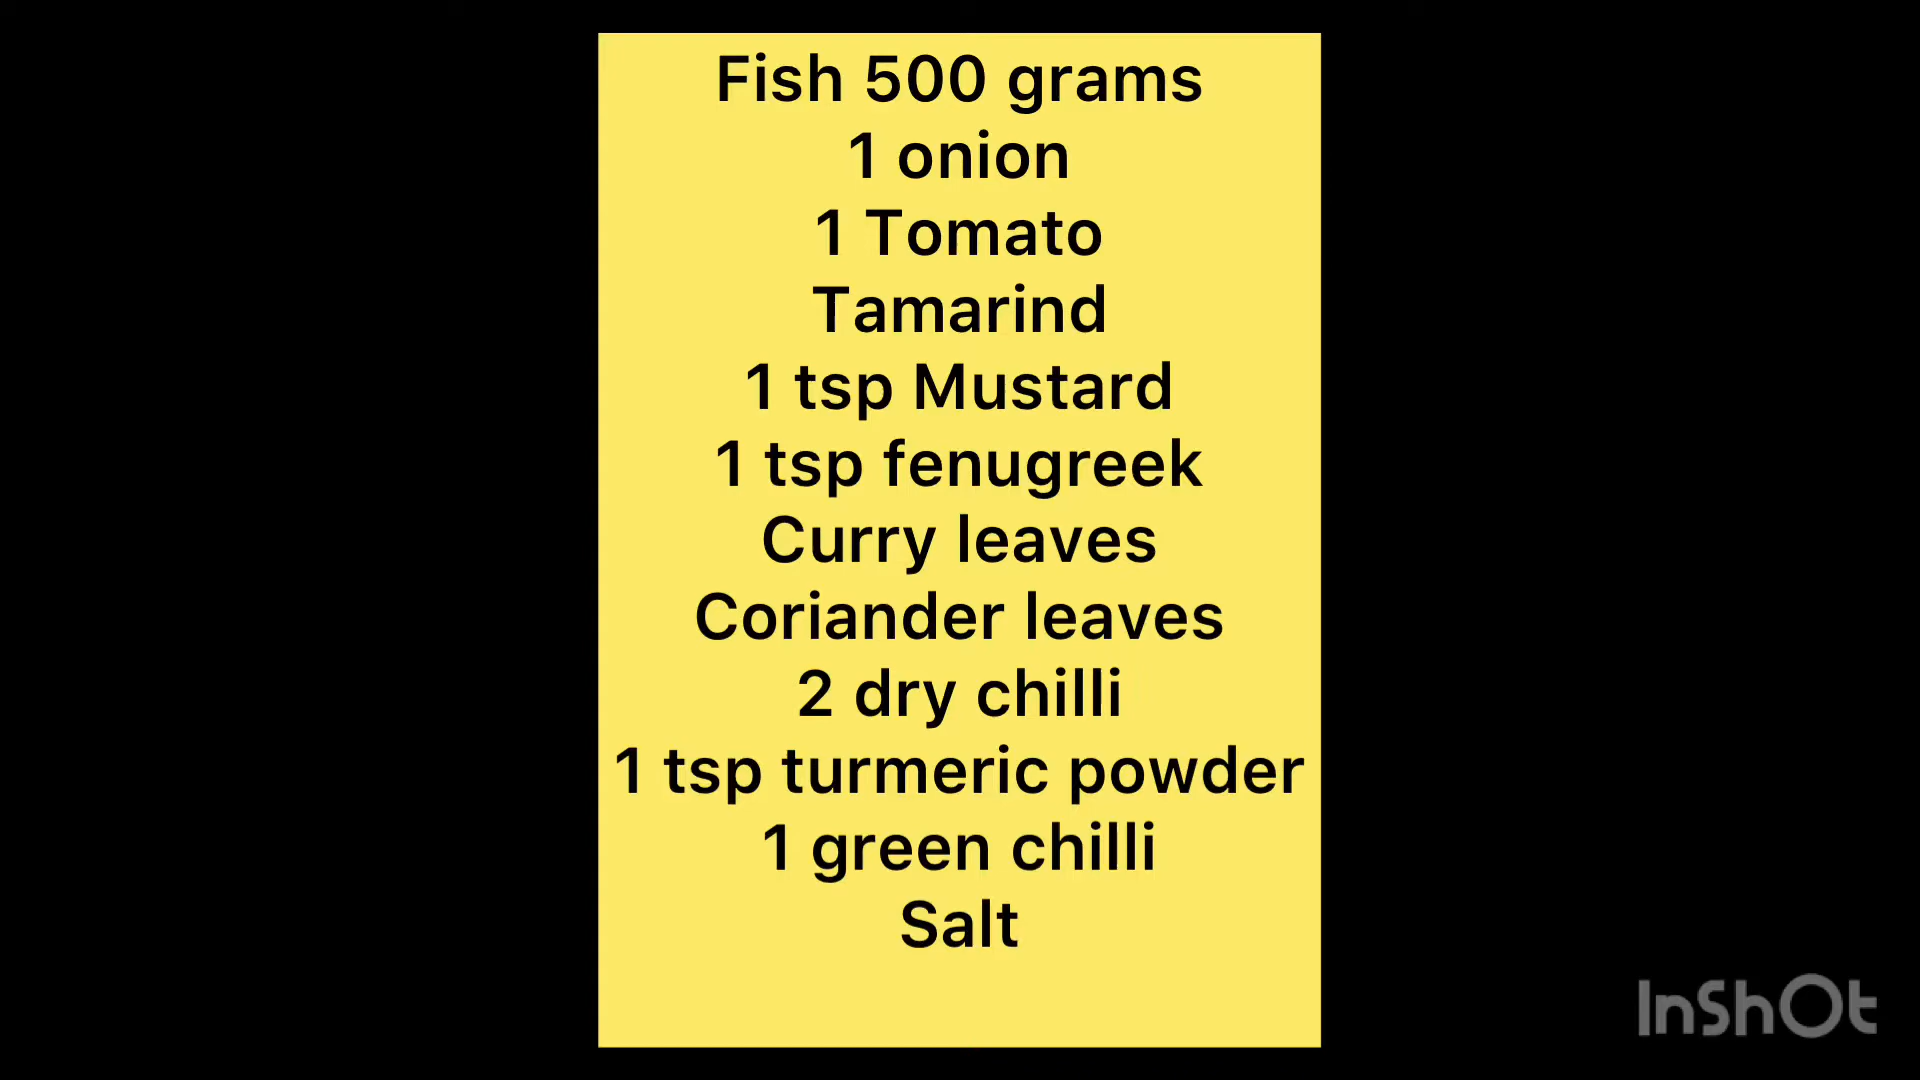 Fish 500 grams
1 onion
1 Tomato
Tamarind
1 tsp Mustard
1 tsp fenugreek
Curry leaves
Coriander leaves
2 dry chilli
1 tsp turmeric powder
1 green chilli
Salt
InShOt